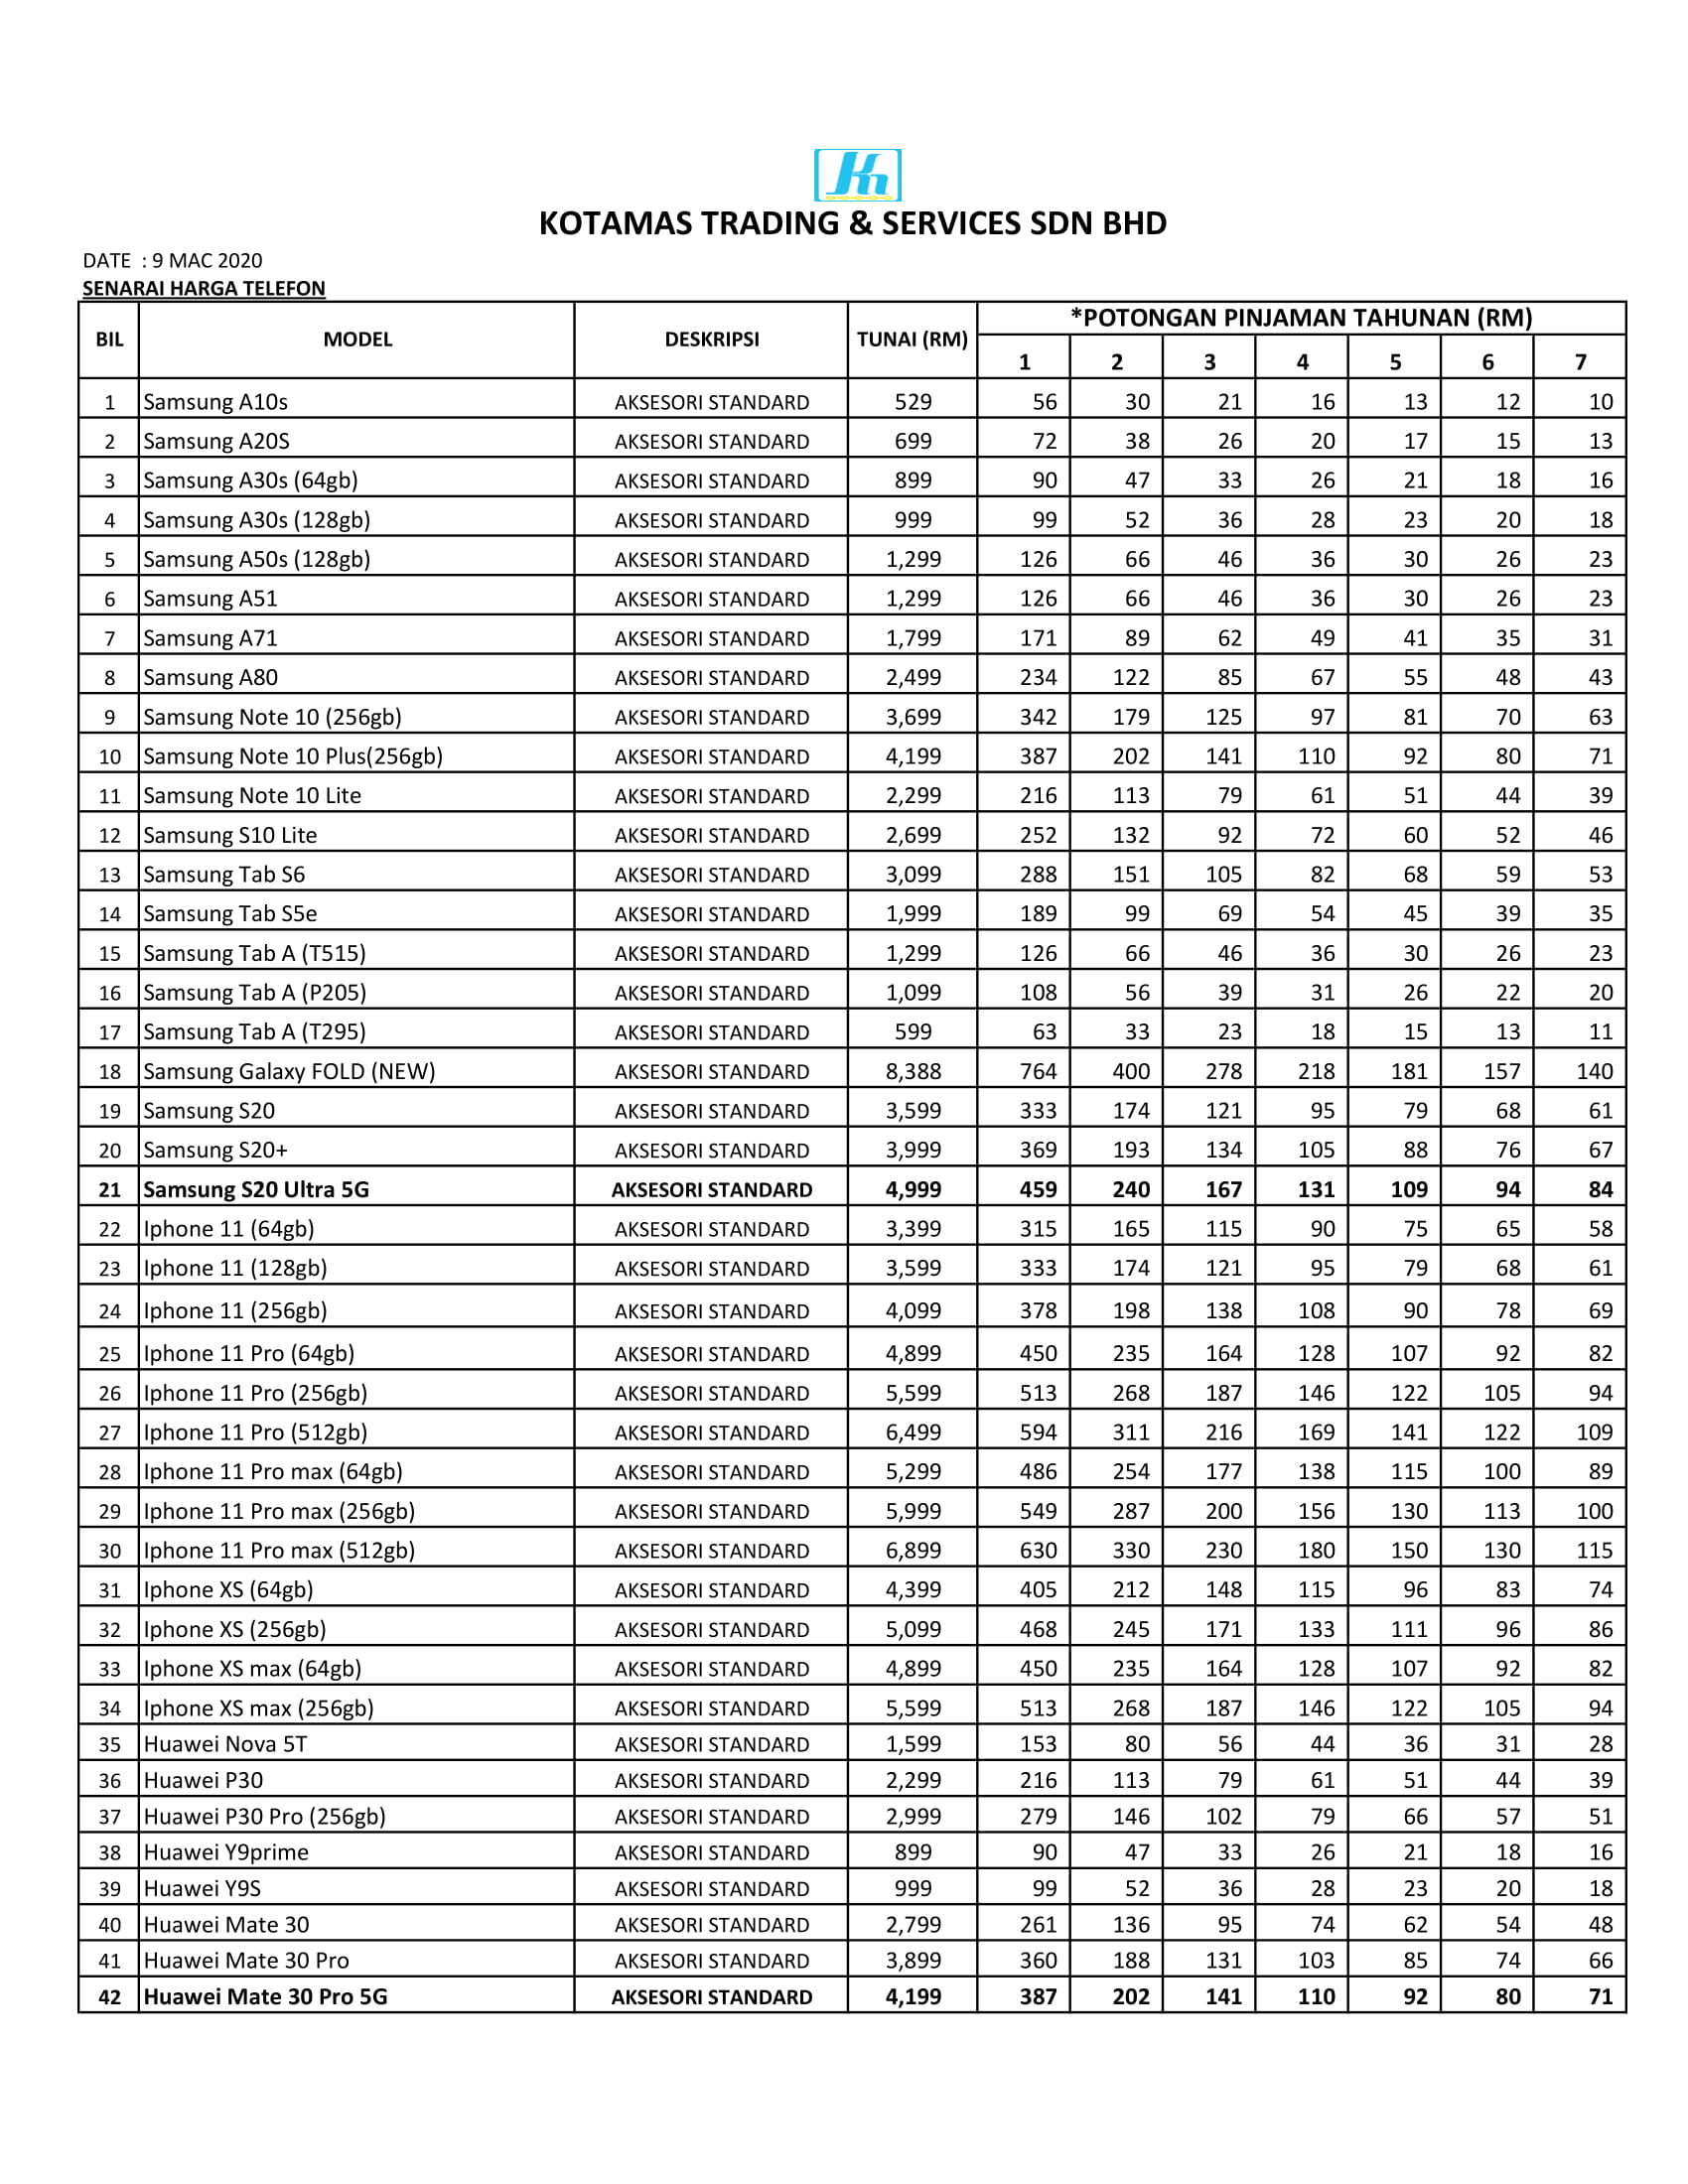 Kn
KOTAMAS TRADING & SERVICES SDN BHD
DATE : 9 MAC 2020
SENARAI HARGA TELEFON
BIL MODEL DESKRIPSI TUNAI (RM) *POTONGAN PINJAMAN TAHUNAN (RM)
1 2 3 4 5 6 7
1 Samsung A10s AKSESORI STANDARD 529 56 30 21 16 13 12 10
2 Samsung A20S AKSESORI STANDARD 699 72 38 26 20 17 15 13
3 Samsung A30s (64gb) AKSESORI STANDARD 899 90 47 33 26 21 18 16
4 Samsung A30s (128gb) AKSESORI STANDARD 999 99 52 36 28 23 20 18
5 Samsung A50s (128gb) AKSESORI STANDARD 1,299 126 66 46 36 30 26 23
6 Samsung A51 AKSESORI STANDARD 1,299 126 66 46 36 30 26 23
7 Samsung A71 AKSESORI STANDARD 1,799 171 89 62 49 41 35 31
8 Samsung A80 AKSESORI STANDARD 2,499 234 122 85 67 55 48 43
9 Samsung Note 10 (256gb) AKSESORI STANDARD 3,699 342 179 125 97 81 70 63
10 Samsung Note 10 Plus(256gb) AKSESORI STANDARD 4,199 387 202 141 110 92 80 71
11 Samsung Note 10 Lite AKSESORI STANDARD 2,299 216 113 79 61 51 44 39
12 Samsung S10 Lite AKSESORI STANDARD 2,699 252 132 92 72 60 52 46
13 Samsung Tab S6 AKSESORI STANDARD 3,099 288 151 105 82 68 59 53
14 Samsung Tab S5e AKSESORI STANDARD 1,999 189 99 69 54 45 39 35
15 Samsung Tab A (T515) AKSESORI STANDARD 1,299 126 66 46 36 30 26 23
16 Samsung Tab A (P205) AKSESORI STANDARD 1,099 108 56 39 31 26 22 20
17 Samsung Tab A (T295) AKSESORI STANDARD 599 63 33 23 18 15 13 11
18 Samsung Galaxy FOLD (NEW) AKSESORI STANDARD 8,388 764 400 278 218 181 157 140
19 Samsung S20 AKSESORI STANDARD 3,599 333 174 121 95 79 68 61
20 Samsung S20+ AKSESORI STANDARD 3,999 369 193 134 105 88 76 67
21 Samsung S20 Ultra 5G AKSESORI STANDARD 4,999 459 240 167 131 109 94 84
22 Iphone 11 (64gb) AKSESORI STANDARD 3,399 315 165 115 90 75 65 58
23 Iphone 11 (128gb) AKSESORI STANDARD 3,599 333 174 121 95 79 68 61
24 Iphone 11 (256gb) AKSESORI STANDARD 4,099 378 198 138 108 90 78 69
25 Iphone 11 Pro (64gb) AKSESORI STANDARD 4,899 450 235 164 128 107 92 82
26 Iphone 11 Pro (256gb) AKSESORI STANDARD 5,599 513 268 187 146 122 105 94
27 Iphone 11 Pro (512gb) AKSESORI STANDARD 6,499 594 311 216 169 141 122 109
28 Iphone 11 Pro max (64gb) AKSESORI STANDARD 5,299 486 254 177 138 115 100 89
29 Iphone 11 Pro max (256gb) AKSESORI STANDARD 5,999 549 287 200 156 130 113 100
30 Iphone 11 Pro max (512gb) AKSESORI STANDARD 6,899 630 330 230 180 150 130 115
31 Iphone XS (64gb) AKSESORI STANDARD 4,399 405 212 148 115 96 83 74
32 Iphone XS (256gb) AKSESORI STANDARD 5,099 468 245 171 133 111 96 86
33 Iphone XS max (64gb) AKSESORI STANDARD 4,899 450 235 164 128 107 92 82
34 Iphone XS max (256gb) AKSESORI STANDARD 5,599 513 268 187 146 122 105 94
35 Huawei Nova 5T AKSESORI STANDARD 1,599 153 80 56 44 36 31 28
36 Huawei P30 AKSESORI STANDARD 2,299 216 113 79 61 51 44 39
37 Huawei P30 Pro (256gb) AKSESORI STANDARD 2,999 279 146 102 79 66 57 51
38 Huawei Y9prime AKSESORI STANDARD 899 90 47 33 26 21 18 16
39 Huawei Y9S AKSESORI STANDARD 999 99 52 36 28 23 20 18
40 Huawei Mate 30 AKSESORI STANDARD 2,799 261 136 95 74 62 54 48
41 Huawei Mate 30 Pro AKSESORI STANDARD 3,899 360 188 131 103 85 74 66
42 Huawei Mate 30 Pro 5G AKSESORI STANDARD 4,199 387 202 141 110 92 80 71